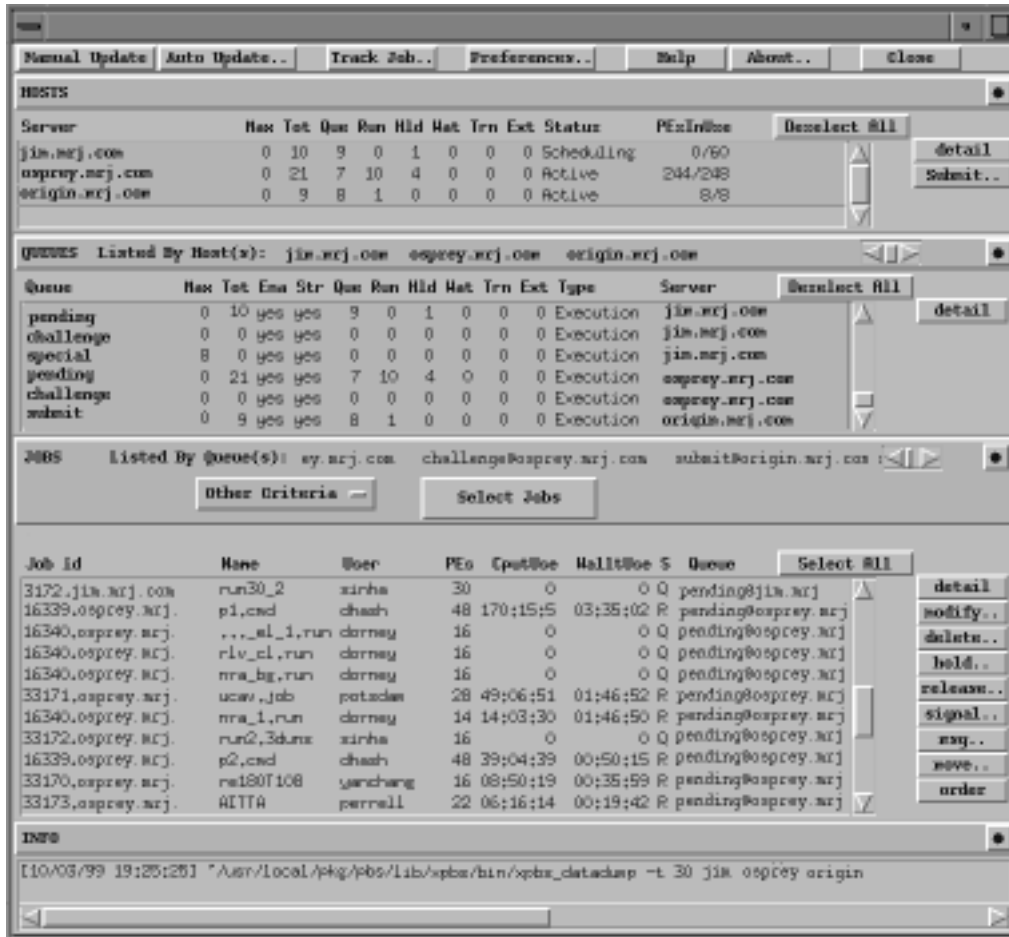 Manual Update Auto Update.. Track Job.. Preferences.. Help About.. Close
HOSTS
Server Max Tot Que Run Hld Wat Trn Ext Status PEsInUse Deselect All
jim.mrj.com 0 10 9 0 1 0 0 0 Scheduling 0/60 detail
osprey.mrj.com 0 21 7 10 4 0 0 0 Active 244/248 Submit..
origin.mrj.com 0 9 8 1 0 0 0 0 Active 8/8
QUEUES Listed By Host(s): jim.mrj.com osprey.mrj.com origin.mrj.com
Queue Max Tot Ena Str Que Run Hld Wat Trn Ext Type Server Deselect All
pending 0 10 yes yes 9 0 1 0 0 0 Execution jim.mrj.com detail
challenge 0 0 yes yes 0 0 0 0 0 0 Execution jim.mrj.com
special 8 0 yes yes 0 0 0 0 0 0 Execution jim.mrj.com
pending 0 21 yes yes 7 10 4 0 0 0 Execution osprey.mrj.com
challenge 0 0 yes yes 0 0 0 0 0 0 Execution osprey.mrj.com
submit 0 9 yes yes 8 1 0 0 0 0 Execution origin.mrj.com
JOBS Listed By Queue(s): ey.mrj.com challenge@osprey.mrj.com submit@origin.mrj.com
Other Criteria Select Jobs
Job id Name User PEs CputUse WalltUse S Queue Select All
3172.jim.mrj.com run30_2 sinha 30 0 0 Q pending@jim.mrj detail
16339.osprey.mrj. p1.cmd dhash 48 170:15:5 03:35:02 R pending@osprey.mrj modify..
16340.osprey.mrj. ..._el_1.run dorney 16 0 0 Q pending@osprey.mrj delete..
16340.osprey.mrj. rlv_cl.run dorney 16 0 0 Q pending@osprey.mrj hold..
16340.osprey.mrj. nra_bg.run dorney 16 0 0 Q pending@osprey.mrj
33171.osprey.mrj. ucav.job potsdam 28 49:06:51 01:46:52 R pending@osprey.mrj release..
16340.osprey.mrj. nra_1.run dorney 14 14:03:30 01:46:50 R pending@osprey.mrj signal..
33172.osprey.mrj. sinha 16 0 0 Q pending@osprey.mrj msg..
16339.osprey.mrj. p2.cmd dhash 48 39:04:39 00:50:15 R pending@osprey.mrj move..
33170.osprey.mrj. re180T108 yanchang 16 08:50:19 00:35:59 R pending@osprey.mrj order
33173.osprey.mrj. AITTA perrell 22 06:16:14 00:19:42 R pending@osprey.mrj
INFO
[10/03/99 19:25:25] "/usr/local/pkg/pbs/lib/xpbs/bin/xpbs_datadump -t 30 jim osprey origin